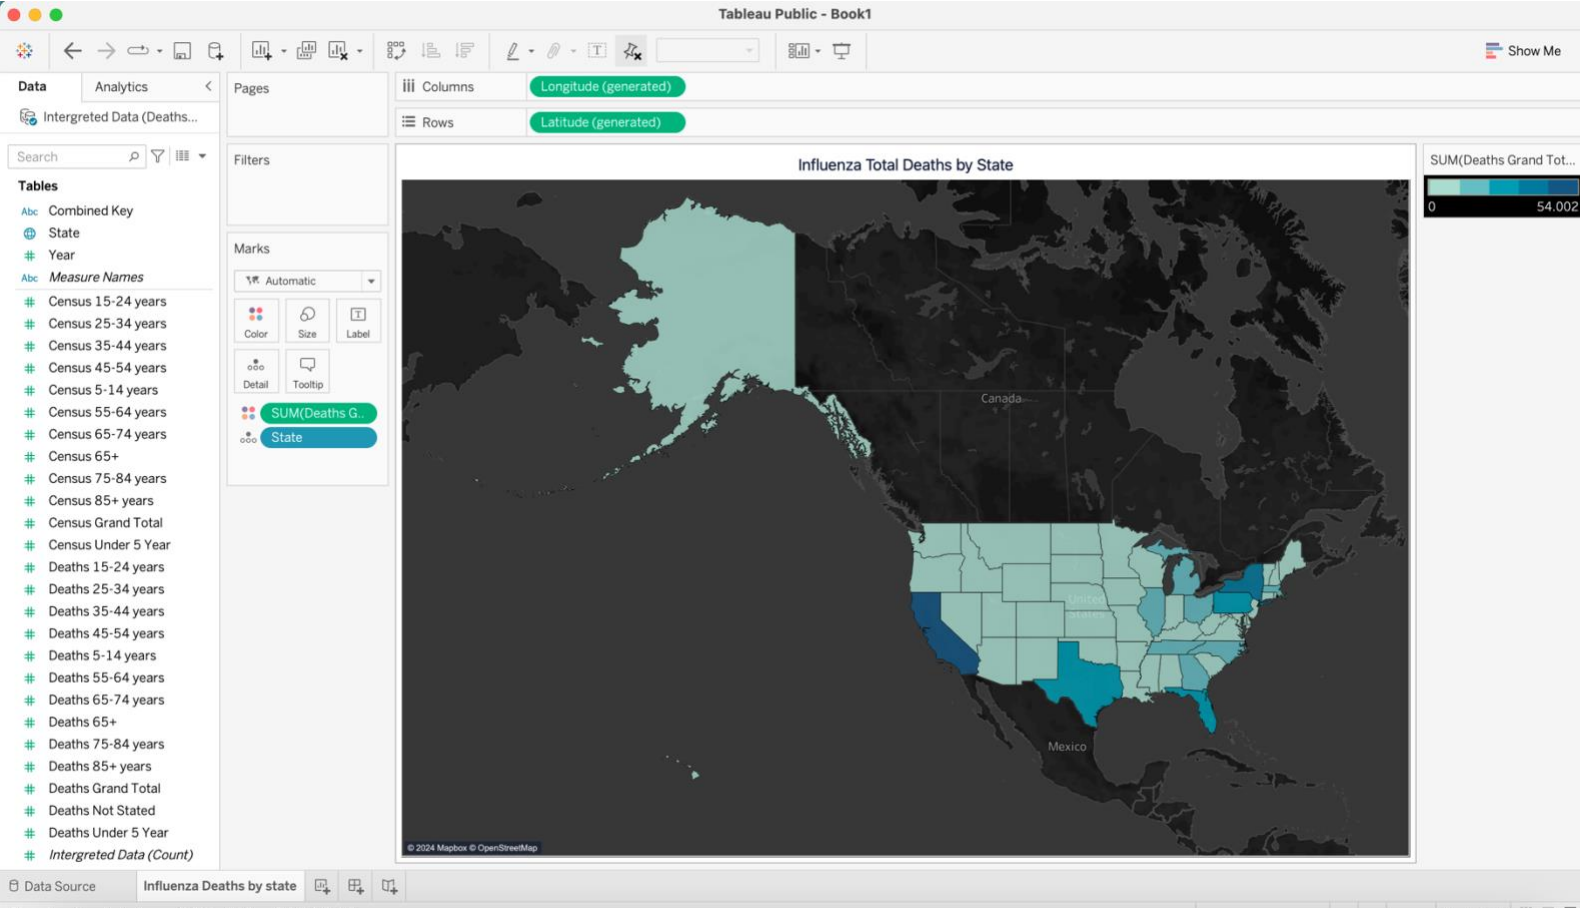 Tableau Public - Book1
Show Me
Data
Analytics
Intergreted Data (Deaths...
Search
Tables
Abc Combined Key
State
# Year
Abc Measure Names
# Census 15-24 years
# Census 25-34 years
# Census 35-44 years
# Census 45-54 years
# Census 5-14 years
# Census 55-64 years
# Census 65-74 years
# Census 65+
# Census 75-84 years
# Census 85+ years
# Census Grand Total
# Census Under 5 Year
# Deaths 15-24 years
# Deaths 25-34 years
# Deaths 35-44 years
# Deaths 45-54 years
# Deaths 5-14 years
# Deaths 55-64 years
# Deaths 65-74 years
# Deaths 65+
# Deaths 75-84 years
# Deaths 85+ years
# Deaths Grand Total
# Deaths Not Stated
# Deaths Under 5 Year
# Intergreted Data (Count)
Pages
Filters
Marks
Automatic
Color
Size
Label
Detail
Tooltip
SUM(Deaths G..
State
Columns
Longitude (generated)
Rows
Latitude (generated)
Influenza Total Deaths by State
Canada
United
States
Mexico
© 2024 Mapbox © OpenStreetMap
SUM(Deaths Grand Tot...
0
54.002
Data Source
Influenza Deaths by state